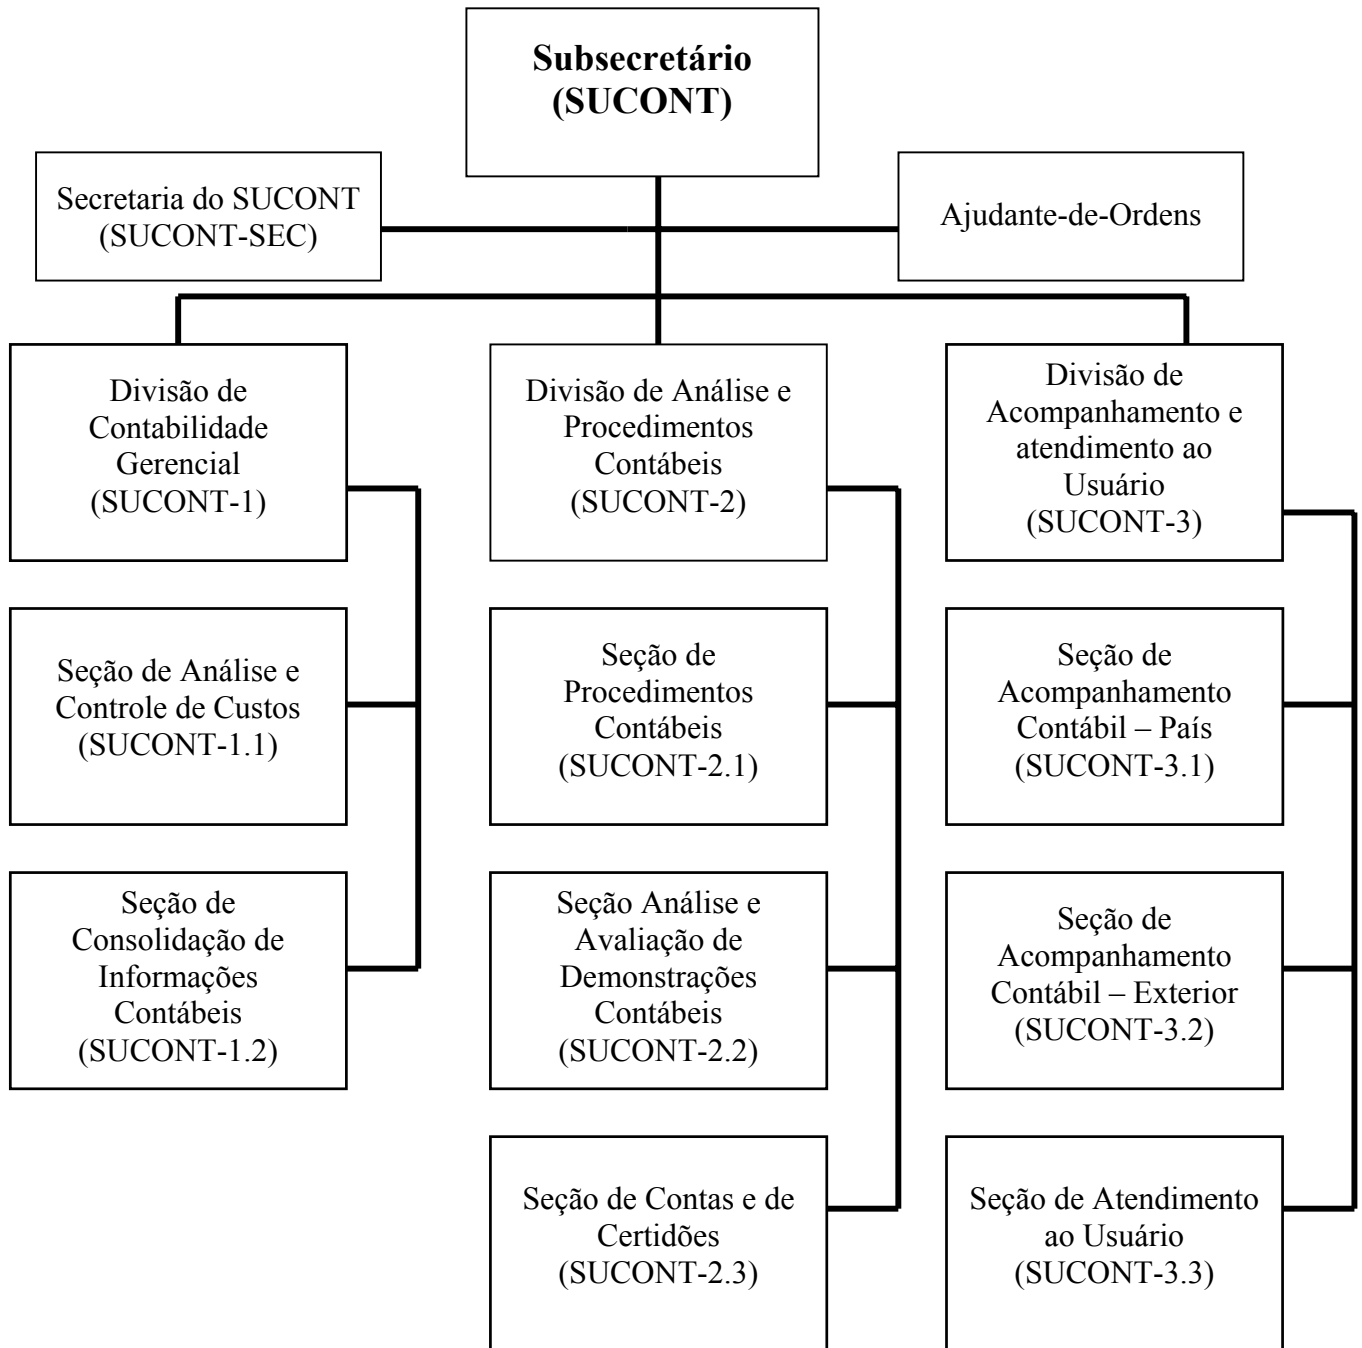 Subsecretário
(SUCONT)
Secretaria do SUCONT
(SUCONT-SEC)
Ajudante-de-Ordens
Divisão de
Contabilidade
Gerencial
(SUCONT-1)
Divisão de Análise e
Procedimentos
Contábeis
(SUCONT-2)
Divisão de
Acompanhamento e
atendimento ao
Usuário
(SUCONT-3)
Seção de Análise e
Controle de Custos
(SUCONT-1.1)
Seção de
Procedimentos
Contábeis
(SUCONT-2.1)
Seção de
Acompanhamento
Contábil – País
(SUCONT-3.1)
Seção de
Consolidação de
Informações
Contábeis
(SUCONT-1.2)
Seção Análise e
Avaliação de
Demonstrações
Contábeis
(SUCONT-2.2)
Seção de
Acompanhamento
Contábil – Exterior
(SUCONT-3.2)
Seção de Contas e de
Certidões
(SUCONT-2.3)
Seção de Atendimento
ao Usuário
(SUCONT-3.3)